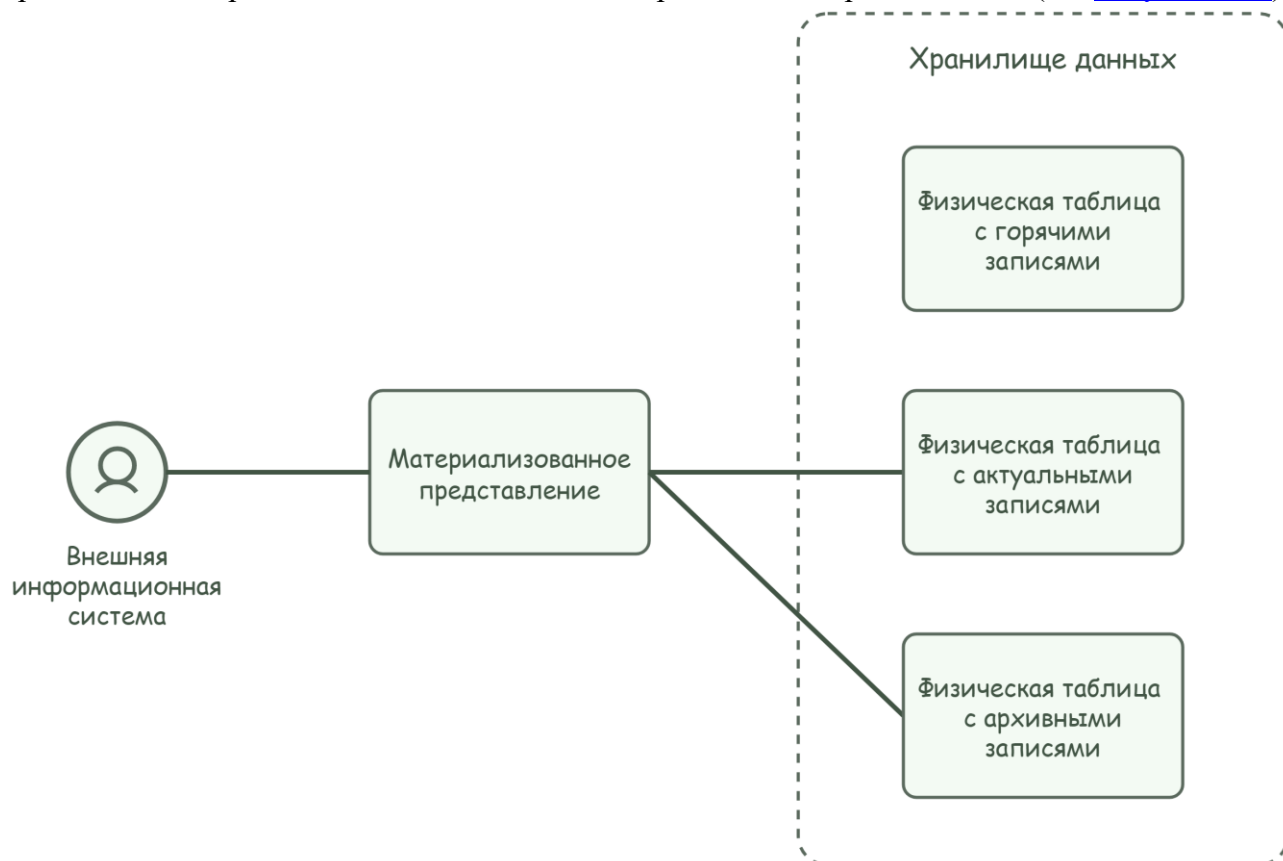 Хранилище данных
Физическая таблица
с горячими
записями
Материализованное
представление
Физическая таблица
с актуальными
записями
Внешняя
информационная
система
Физическая таблица
с архивными
записями